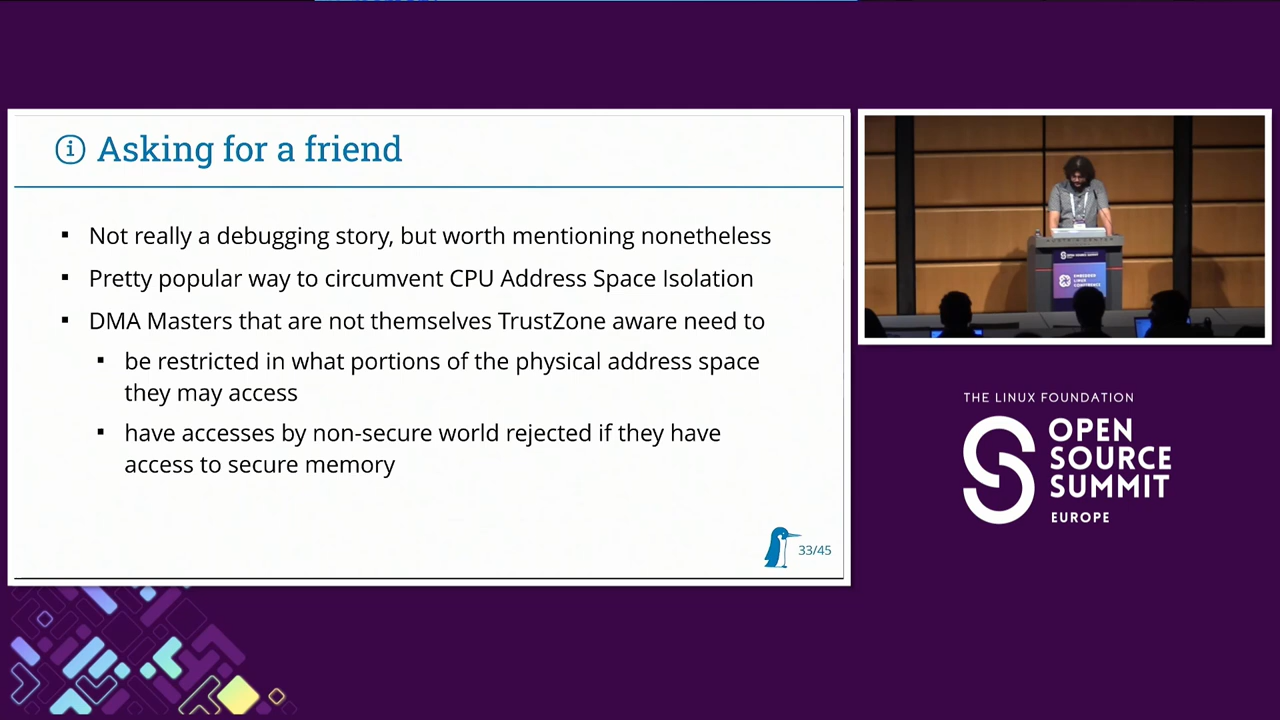 Asking for a friend
▪ Not really a debugging story, but worth mentioning nonetheless
▪ Pretty popular way to circumvent CPU Address Space Isolation
▪ DMA Masters that are not themselves TrustZone aware need to
▪ be restricted in what portions of the physical address space
they may access
▪ have accesses by non-secure world rejected if they have
access to secure memory
33/45
EMBEDDED
LINUX
CONFERENCE
THE LINUX FOUNDATION
OPEN
SOURCE
SUMMIT
EUROPE